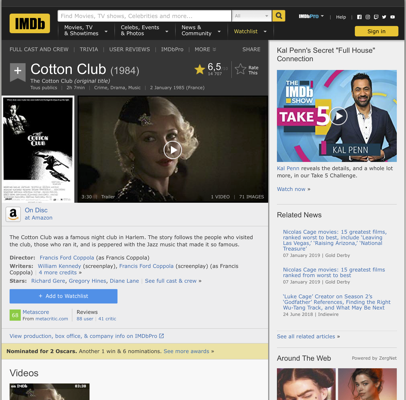 IMDb
Find Movies, TV shows, Celebrities and more...
All
IMDbPro
Help
Movies, TV
& Showtimes
Celebs, Events
& Photos
News &
Community
Watchlist
Sign in
FULL CAST AND CREW | TRIVIA | USER REVIEWS | IMDbPro | MORE
SHARE
Cotton Club (1984)
6,5
Rate
This
The Cotton Club (original title)
Tous publics | 2h 7min | Crime, Drama, Music | 2 January 1985 (France)
THE
COTTON
CLUB
3:30 | Trailer
1 VIDEO | 71 IMAGES
On Disc
at Amazon
The Cotton Club was a famous night club in Harlem. The story follows the people who visited
the club, those who ran it, and is peppered with the Jazz music that made it so famous.
Director: Francis Ford Coppola (as Francis Coppola)
Writers: William Kennedy (screenplay), Francis Ford Coppola (screenplay) (as Francis
Coppola) | 4 more credits »
Stars: Richard Gere, Gregory Hines, Diane Lane | See full cast & crew »
+ Add to Watchlist
Metascore
From metacritic.com
Reviews
88 user | 41 critic
View production, box office, & company info on IMDbPro
Nominated for 2 Oscars. Another 1 win & 6 nominations. See more awards »
Videos
Kal Penn's Secret "Full House"
Connection
THE
IMDb
SHOW
TAKE 5
KAL PENN
Kal Penn reveals the details, and a whole lot
more, in our Take 5 Challenge.
Watch now »
Related News
Nicolas Cage movies: 15 greatest films,
ranked worst to best, include 'Leaving
Las Vegas,' 'Raising Arizona,' 'National
Treasure'
07 January 2019 | Gold Derby
Nicolas Cage movies: 15 greatest films
ranked from worst to best
07 January 2019 | Gold Derby
'Luke Cage' Creator on Season 2's
'Godfather' References, Finding the Right
Wu-Tang Track, and What May Be Next
24 June 2018 | Indiewire
See all related articles »
Around The Web | Powered by ZergNet